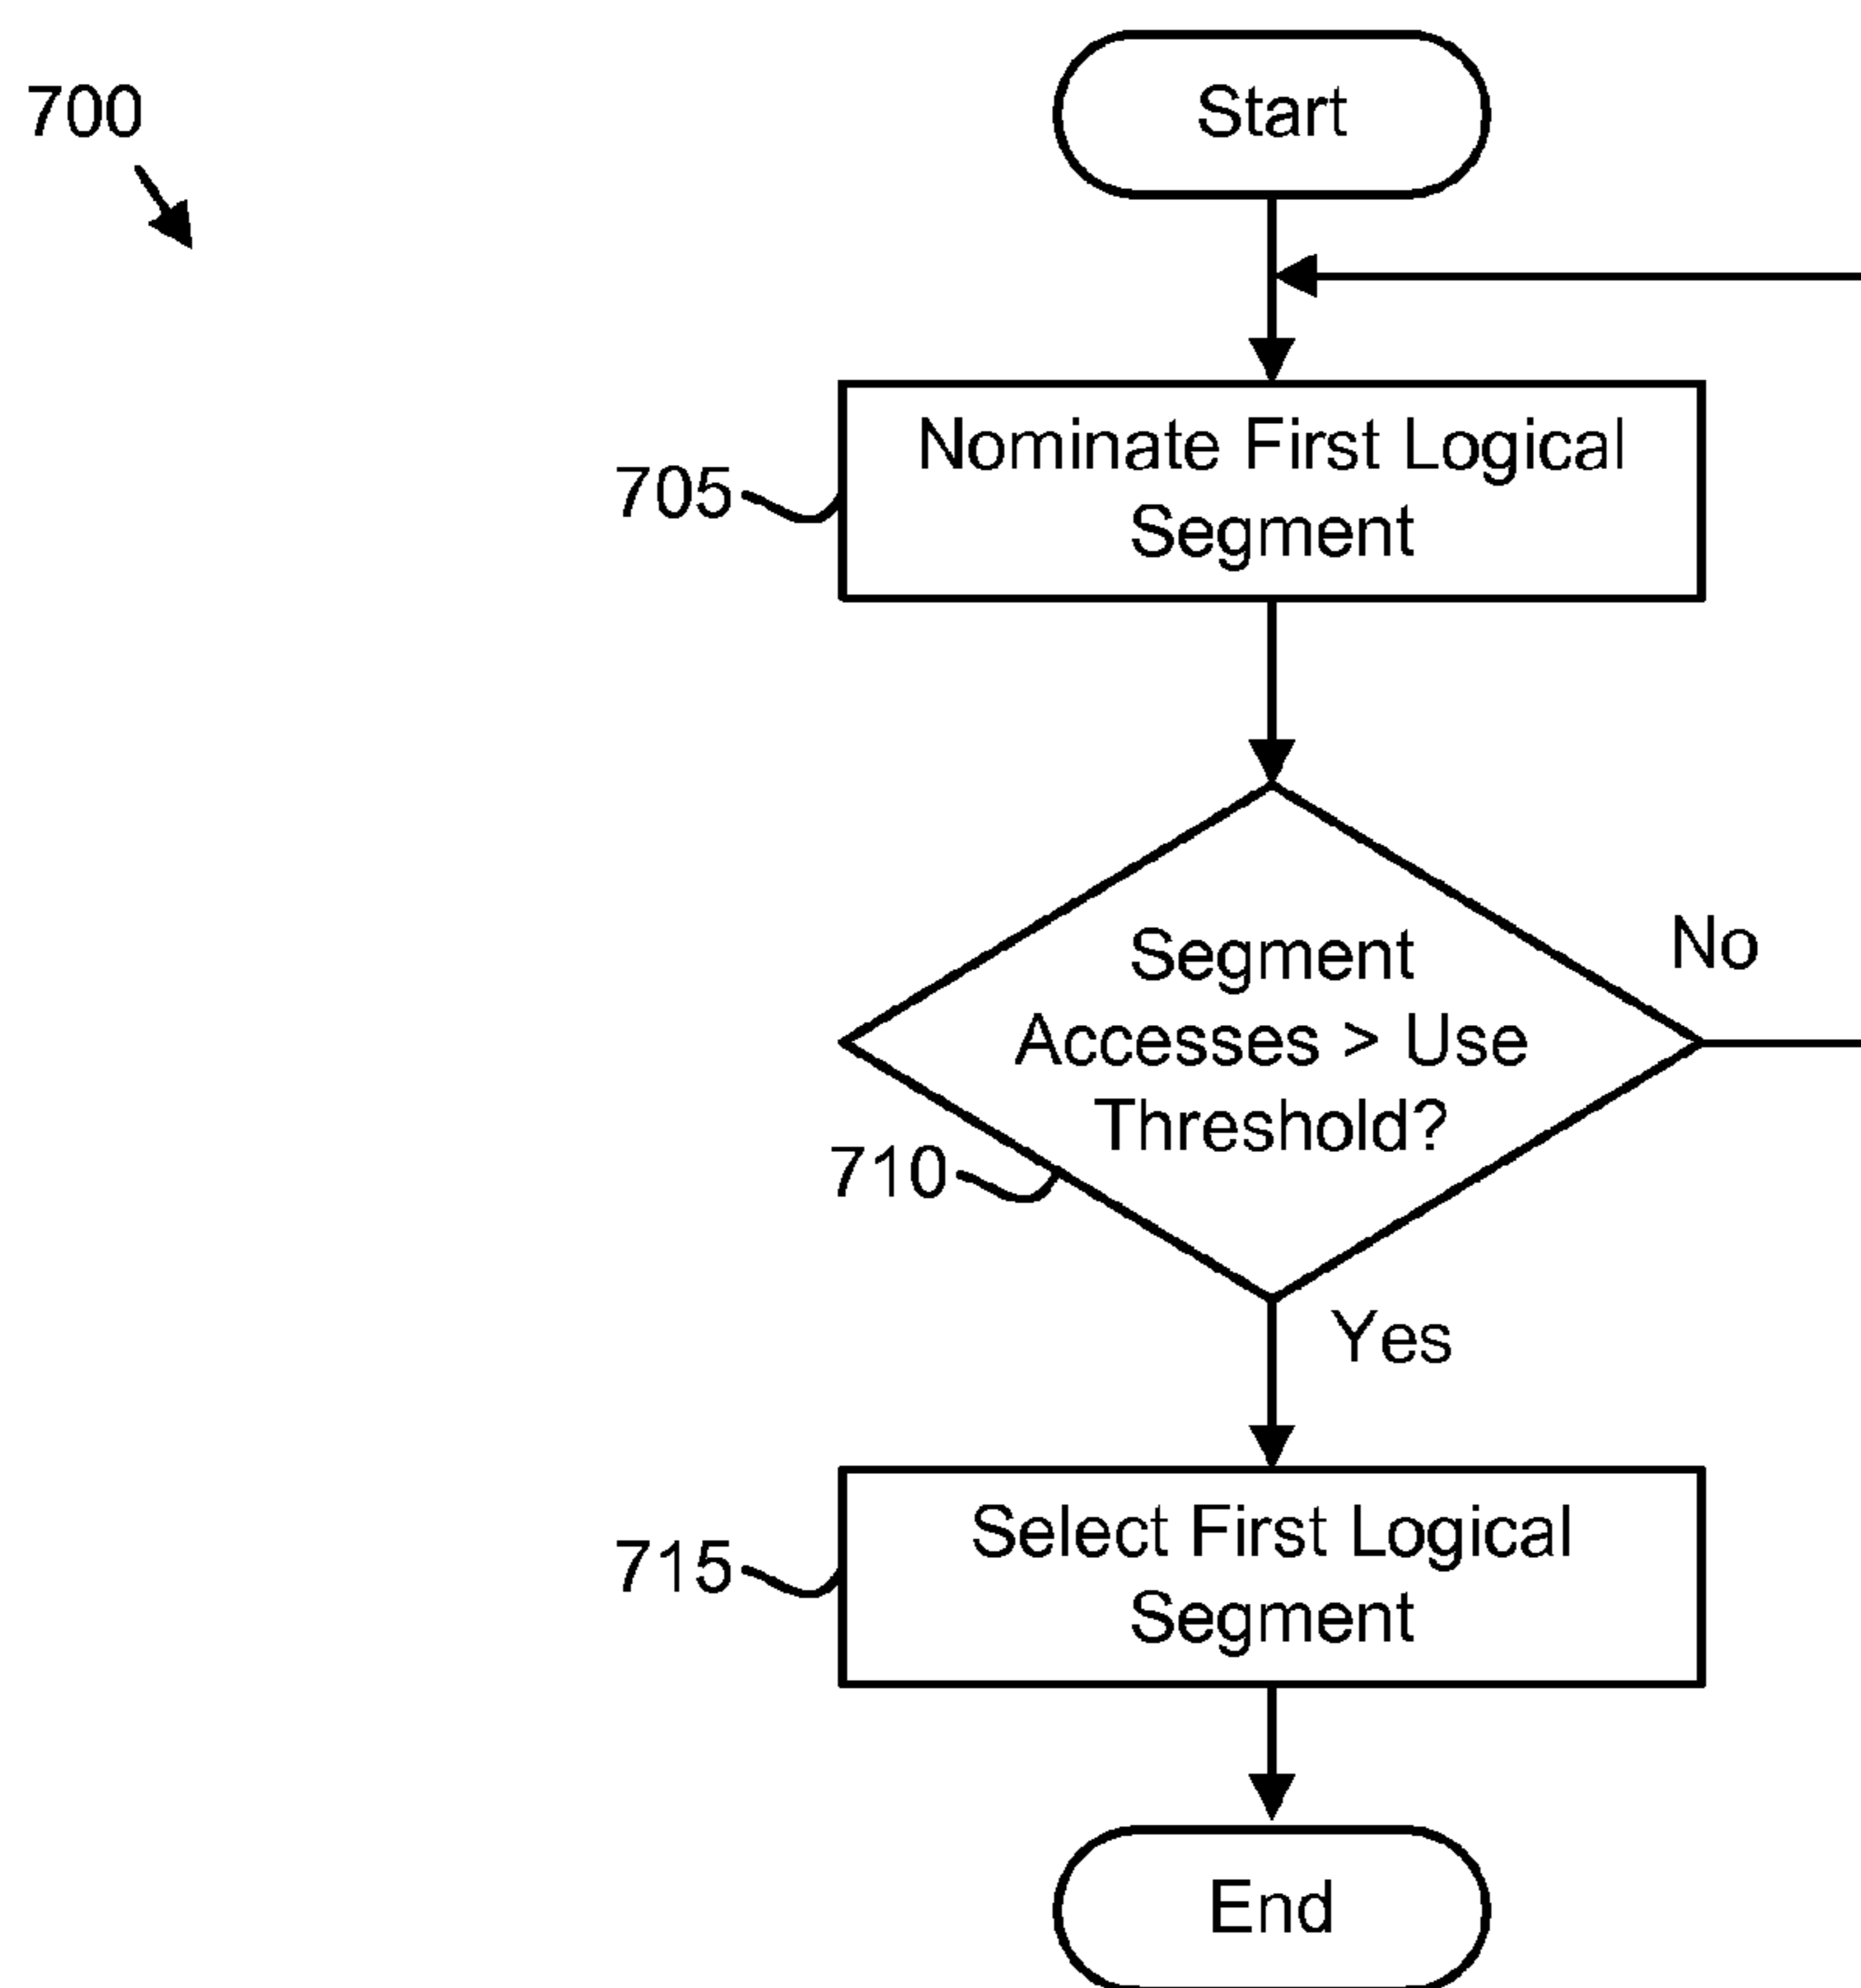 700
Start
Nominate First Logical
Segment
705
Segment
Accesses > Use
Threshold?
No
710
Yes
Select First Logical
Segment
715
End